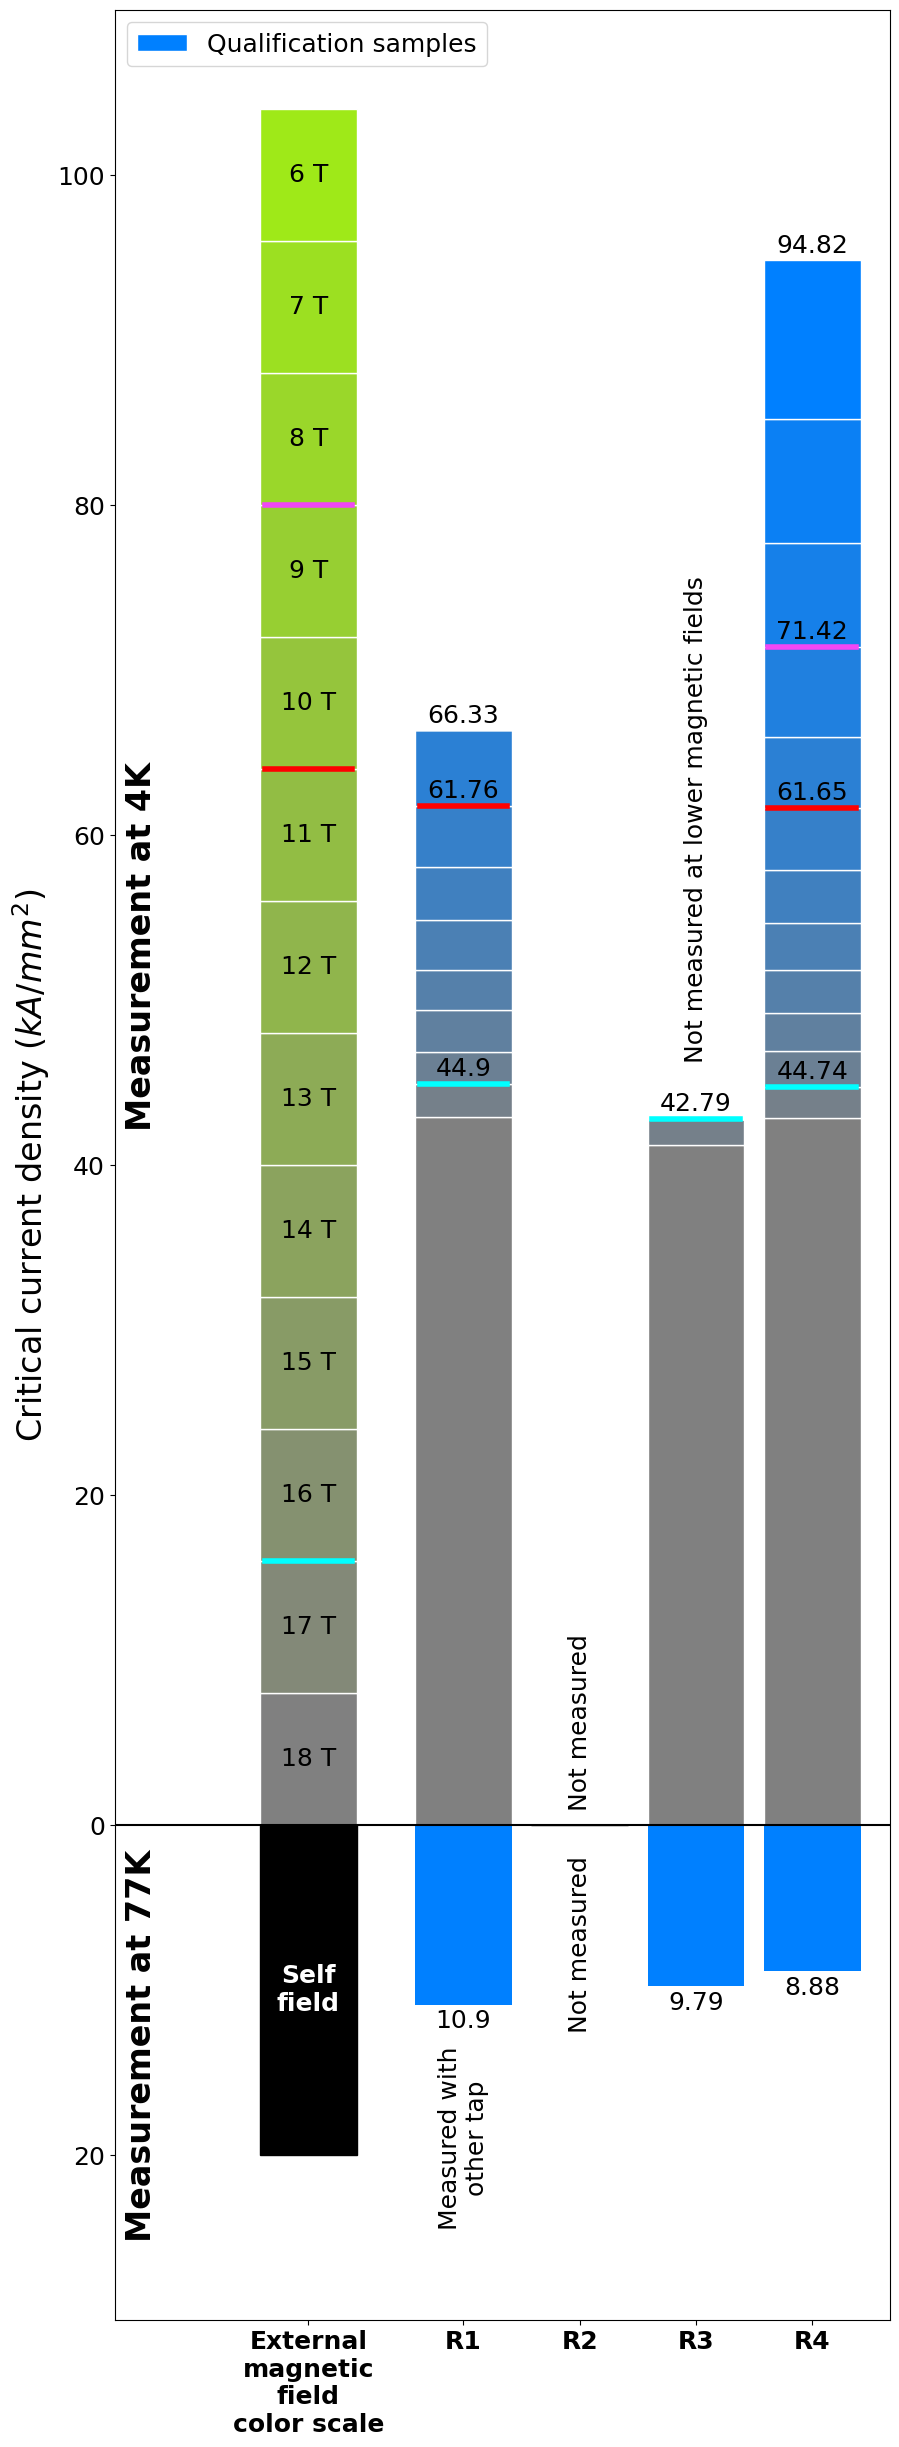 Qualification samples
Critical current density (kA/mm²)
100
80
60
40
20
0
20
Measurement at 4K
Measurement at 77K
6 T
7 T
8 T
9 T
10 T
11 T
12 T
13 T
14 T
15 T
16 T
17 T
18 T
Self
field
66.33
61.76
44.9
10.9
Measured with
other tap
Not measured
Not measured
Not measured at lower magnetic fields
42.79
9.79
94.82
71.42
61.65
44.74
8.88
External
magnetic
field
color scale
R1
R2
R3
R4